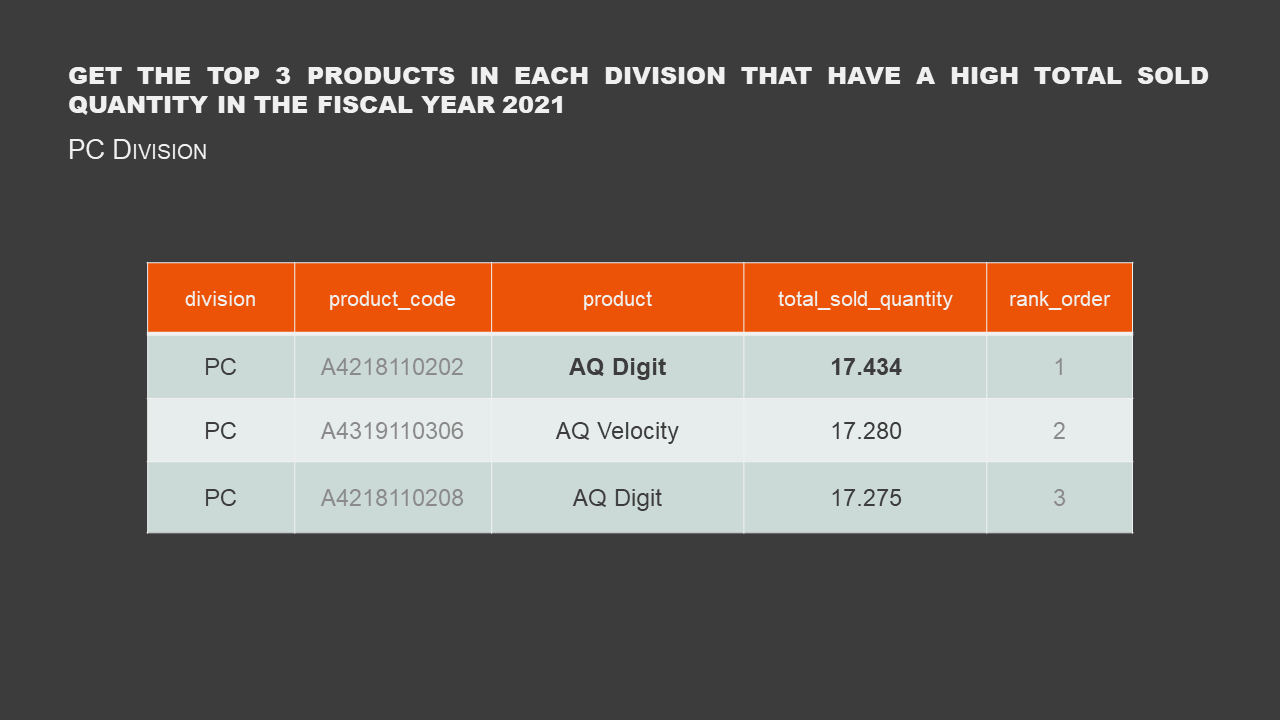 GET THE TOP 3 PRODUCTS IN EACH DIVISION THAT HAVE A HIGH TOTAL SOLD
QUANTITY IN THE FISCAL YEAR 2021
PC DIVISION
division product_code product total_sold_quantity rank_order
PC A4218110202 AQ Digit 17.434 1
PC A4319110306 AQ Velocity 17.280 2
PC A4218110208 AQ Digit 17.275 3